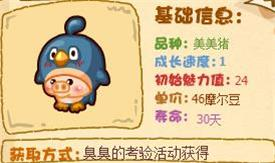 基础信息:
品种: 美美猪
成长速度: 1
初始魅力值: 24
单价: 46摩尔豆
寿命: 30天
获取方式: 臭臭的考验活动获得